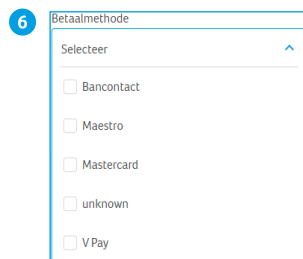 6
Betaalmethode
Selecteer
Bancontact
Maestro
Mastercard
unknown
V Pay